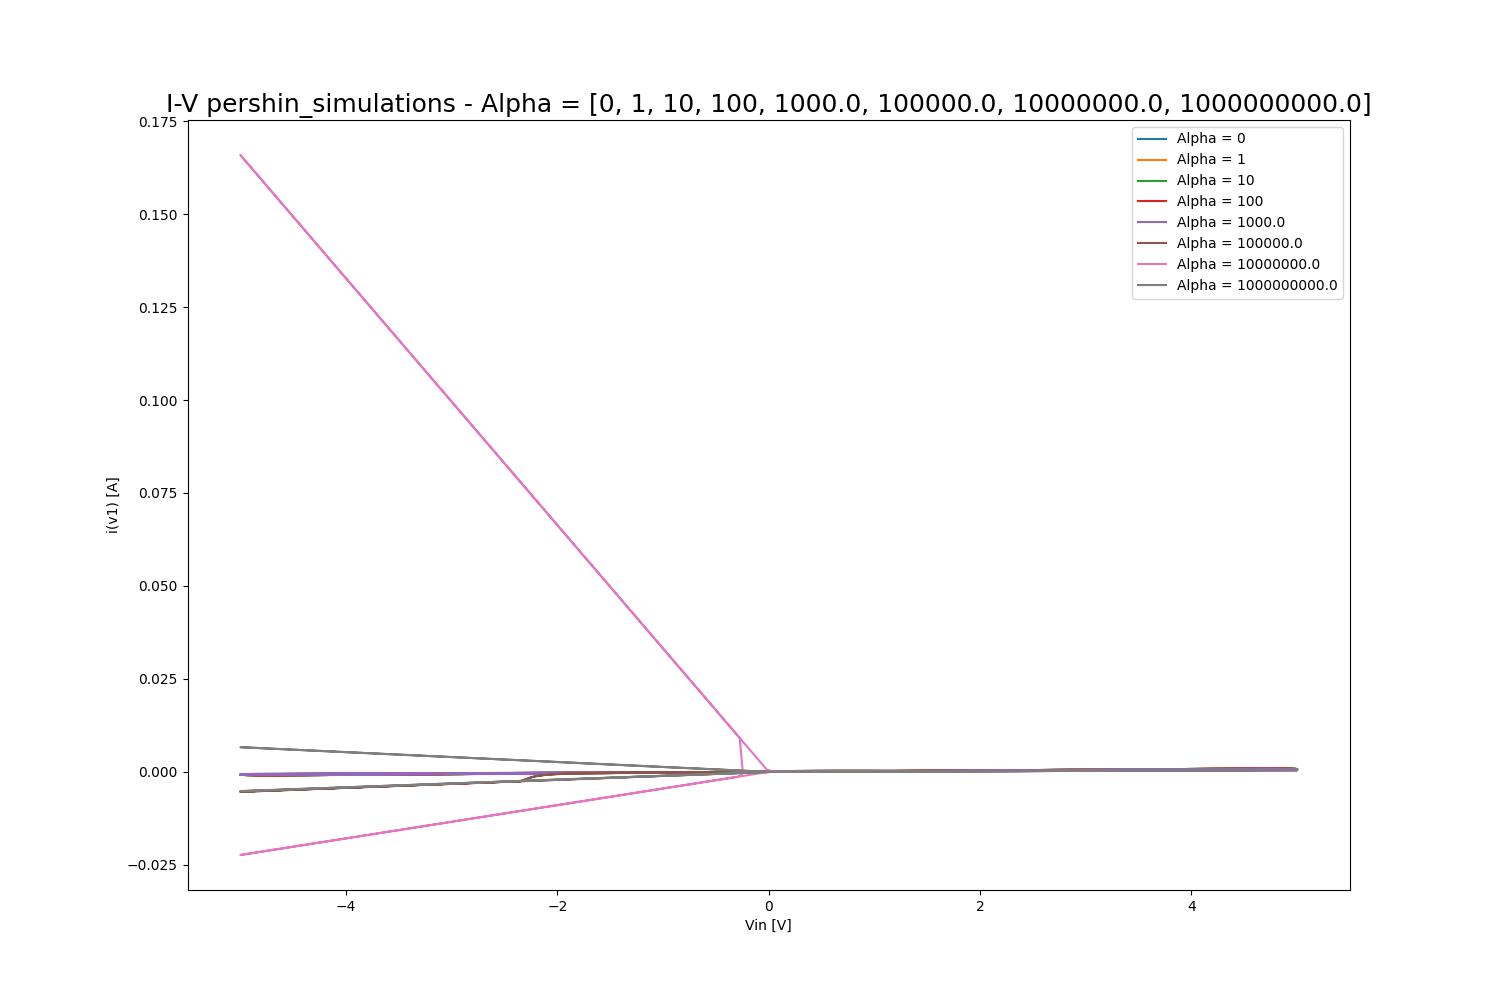 I-V pershin_simulations - Alpha = [0, 1, 10, 100, 1000.0, 100000.0, 10000000.0, 1000000000.0]
0.175
0.150
0.125
0.100
0.075
0.050
0.025
0.000
−0.025
i(v1) [A]
Alpha = 0
Alpha = 1
Alpha = 10
Alpha = 100
Alpha = 1000.0
Alpha = 100000.0
Alpha = 10000000.0
Alpha = 1000000000.0
−4 −2 0 2 4
Vin [V]